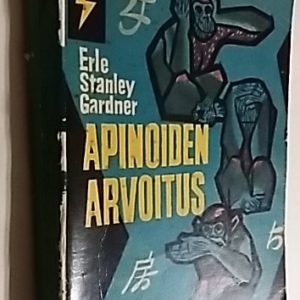 Erle
Stanley
Gardner
APINOIDEN
ARVOITUS